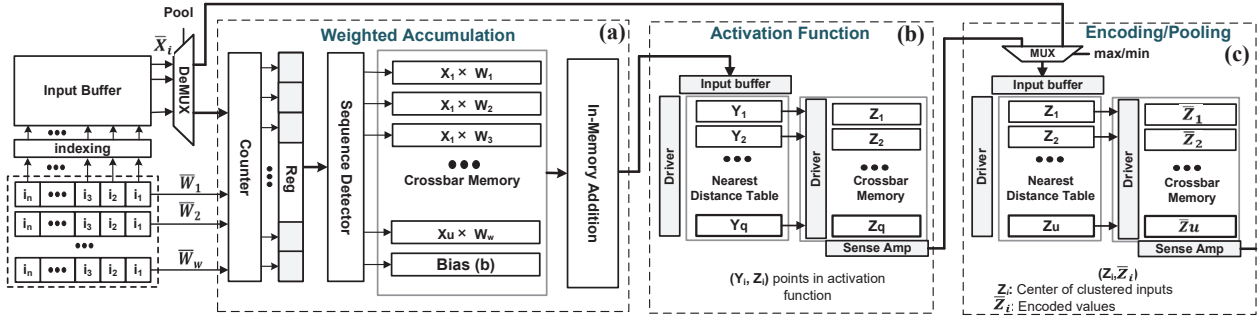 Pool
X̄i
DeMUX
Input Buffer
•••
indexing
•••
in ••• i3 i2 i1
W̄1
in ••• i3 i2 i1
W̄2
•••
in ••• i3 i2 i1
W̄w
Weighted Accumulation
(a)
Counter
•••
Reg
Sequence Detector
X1 × W1
X1 × W2
X1 × W3
•••
Crossbar Memory
Xu × Ww
Bias (b)
In-Memory Addition
Activation Function
(b)
Input buffer
Driver
Y1
Y2
•••
Nearest
Distance Table
Yq
Driver
Z1
Z2
•••
Crossbar
Memory
Zq
Sense Amp
(Yi, Zi) points in activation
function
Encoding/Pooling
(c)
MUX
max/min
Input buffer
Driver
Z1
Z2
•••
Nearest
Distance Table
Zu
Driver
Z̄1
Z̄2
•••
Crossbar
Memory
Z̄u
Sense Amp
(Zi,Z̄i)
Zi: Center of clustered inputs
Z̄i: Encoded values